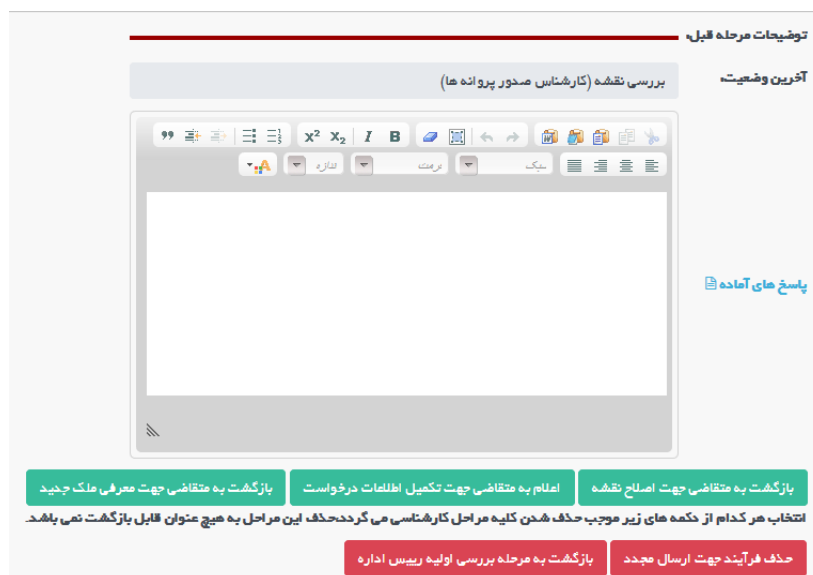 توضیحات مرحله قبل:
آخرین وضعیت:
بررسی نقشه (کارشناس صدور پروانه ها)
سبک
فرمت
اندازه
پاسخ های آماده
بازگشت به متقاضی جهت اصلاح نقشه
اعلام به متقاضی جهت تکمیل اطلاعات درخواست
بازگشت به متقاضی جهت معرفی ملک جدید
انتخاب هر کدام از دکمه های زیر موجب حذف شدن کلیه مراحل کارشناسی می گردد،حذف این مراحل به هیچ عنوان قابل بازگشت نمی باشد.
حذف فرآیند جهت ارسال مجدد
بازگشت به مرحله بررسی اولیه رییس اداره